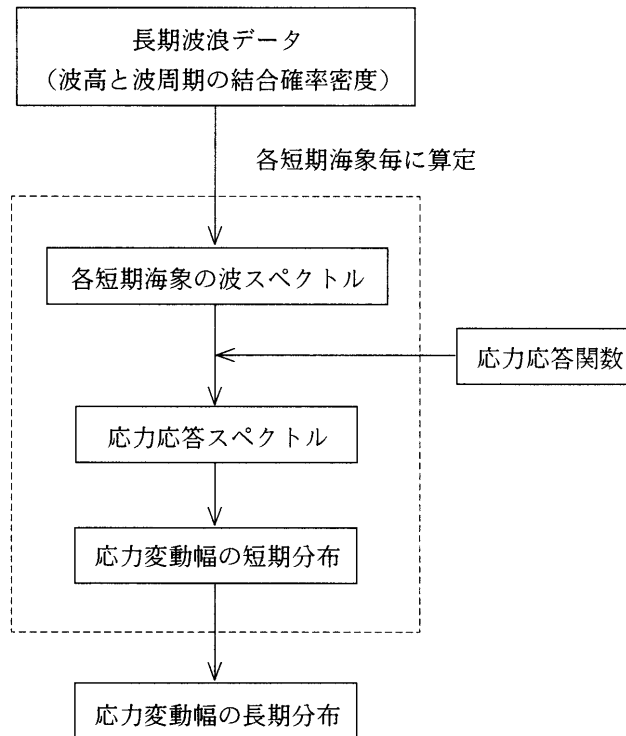 長期波浪データ
（波高と波周期の結合確率密度）
各短期海象毎に算定
各短期海象の波スペクトル
応力応答関数
応力応答スペクトル
応力変動幅の短期分布
応力変動幅の長期分布